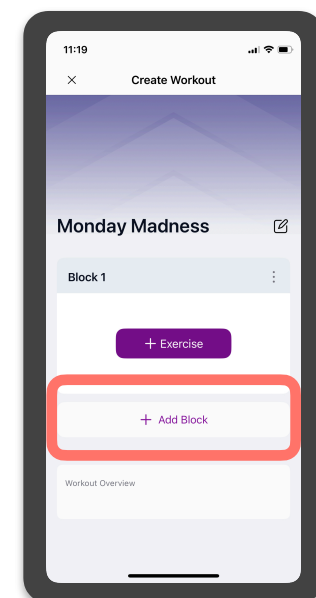 11:19
Create Workout
Monday Madness
Block 1
+ Exercise
+ Add Block
Workout Overview